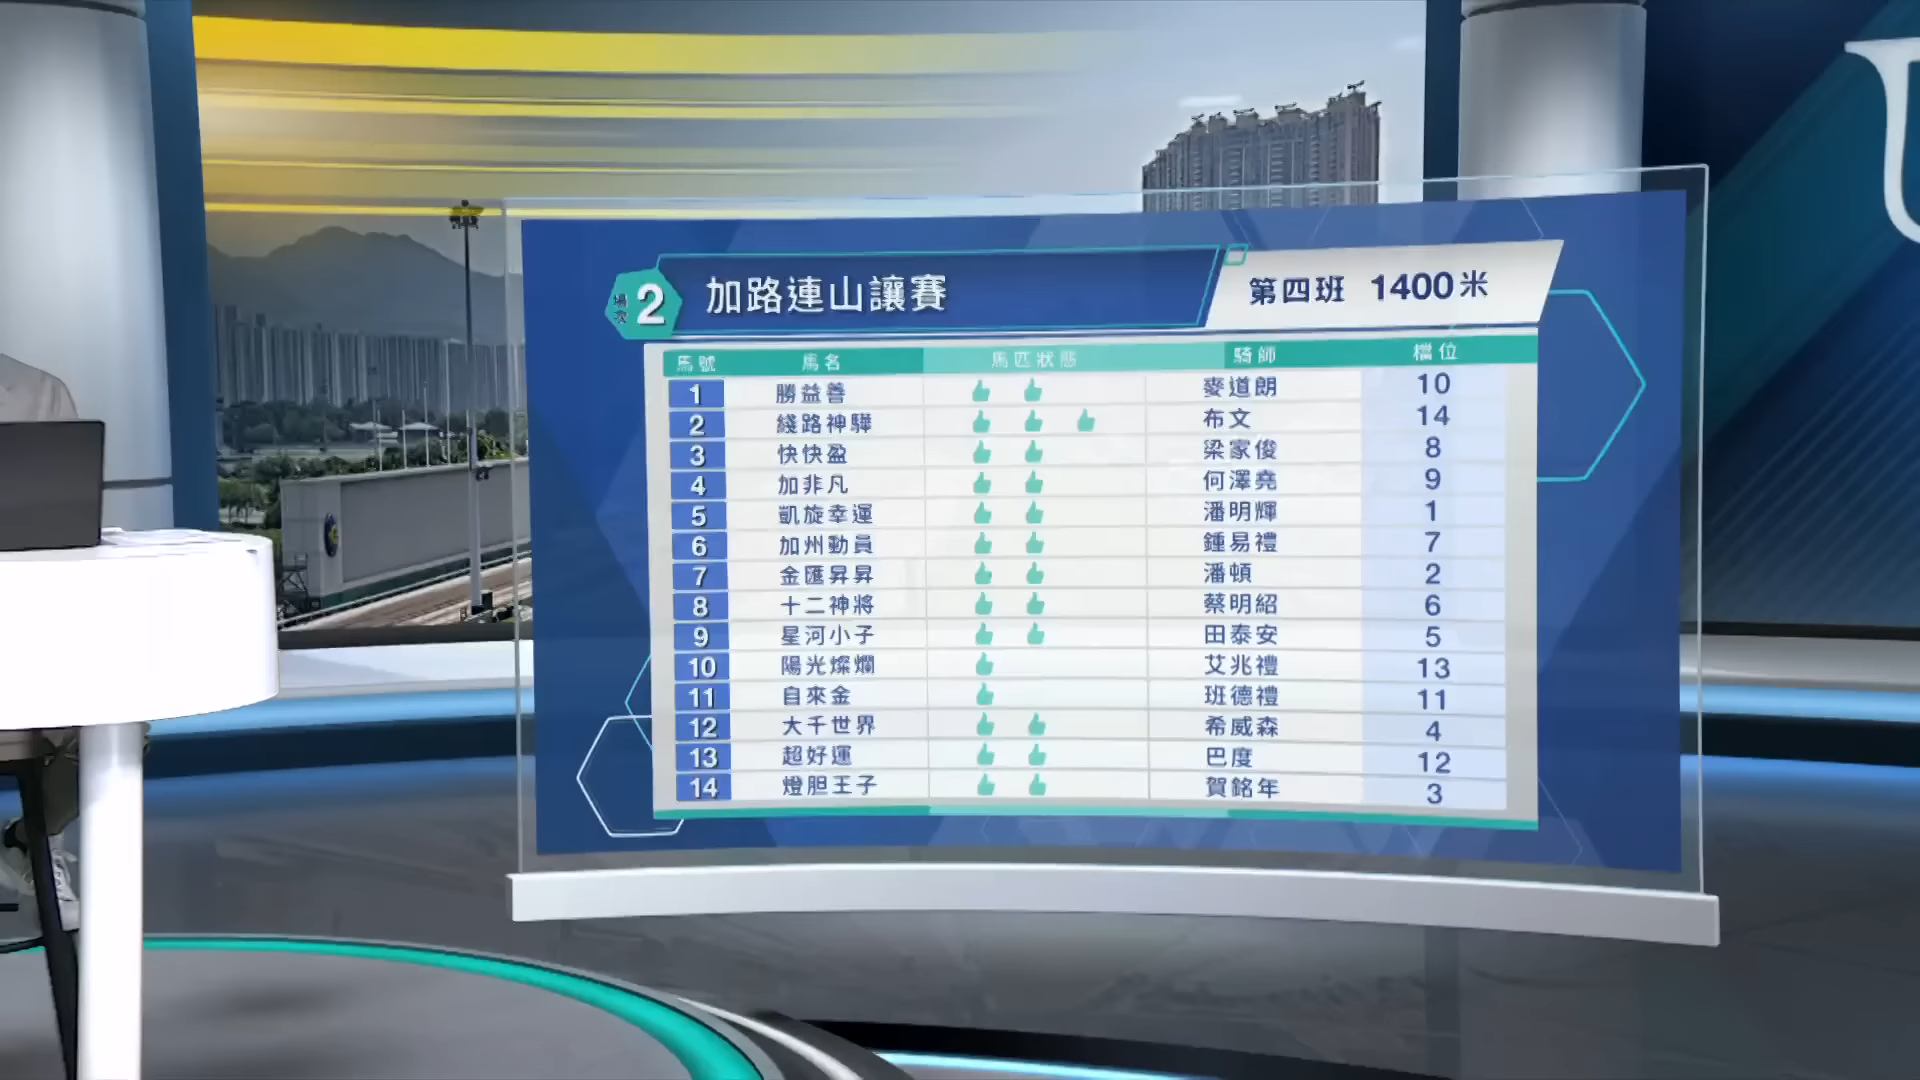 場次 2 加路連山讓賽 第四班 1400米
馬號 馬名 馬匹狀態 騎師 檔位
1 勝益善 麥道朗 10
2 綫路神驊 布文 14
3 快快盈 梁家俊 8
4 加非凡 何澤堯 9
5 凱旋幸運 潘明輝 1
6 加州動員 鍾易禮 7
7 金匯昇昇 潘頓 2
8 十二神將 蔡明紹 6
9 星河小子 田泰安 5
10 陽光燦爛 艾兆禮 13
11 自來金 班德禮 11
12 大千世界 希威森 4
13 超好運 巴度 12
14 燈胆王子 賀銘年 3